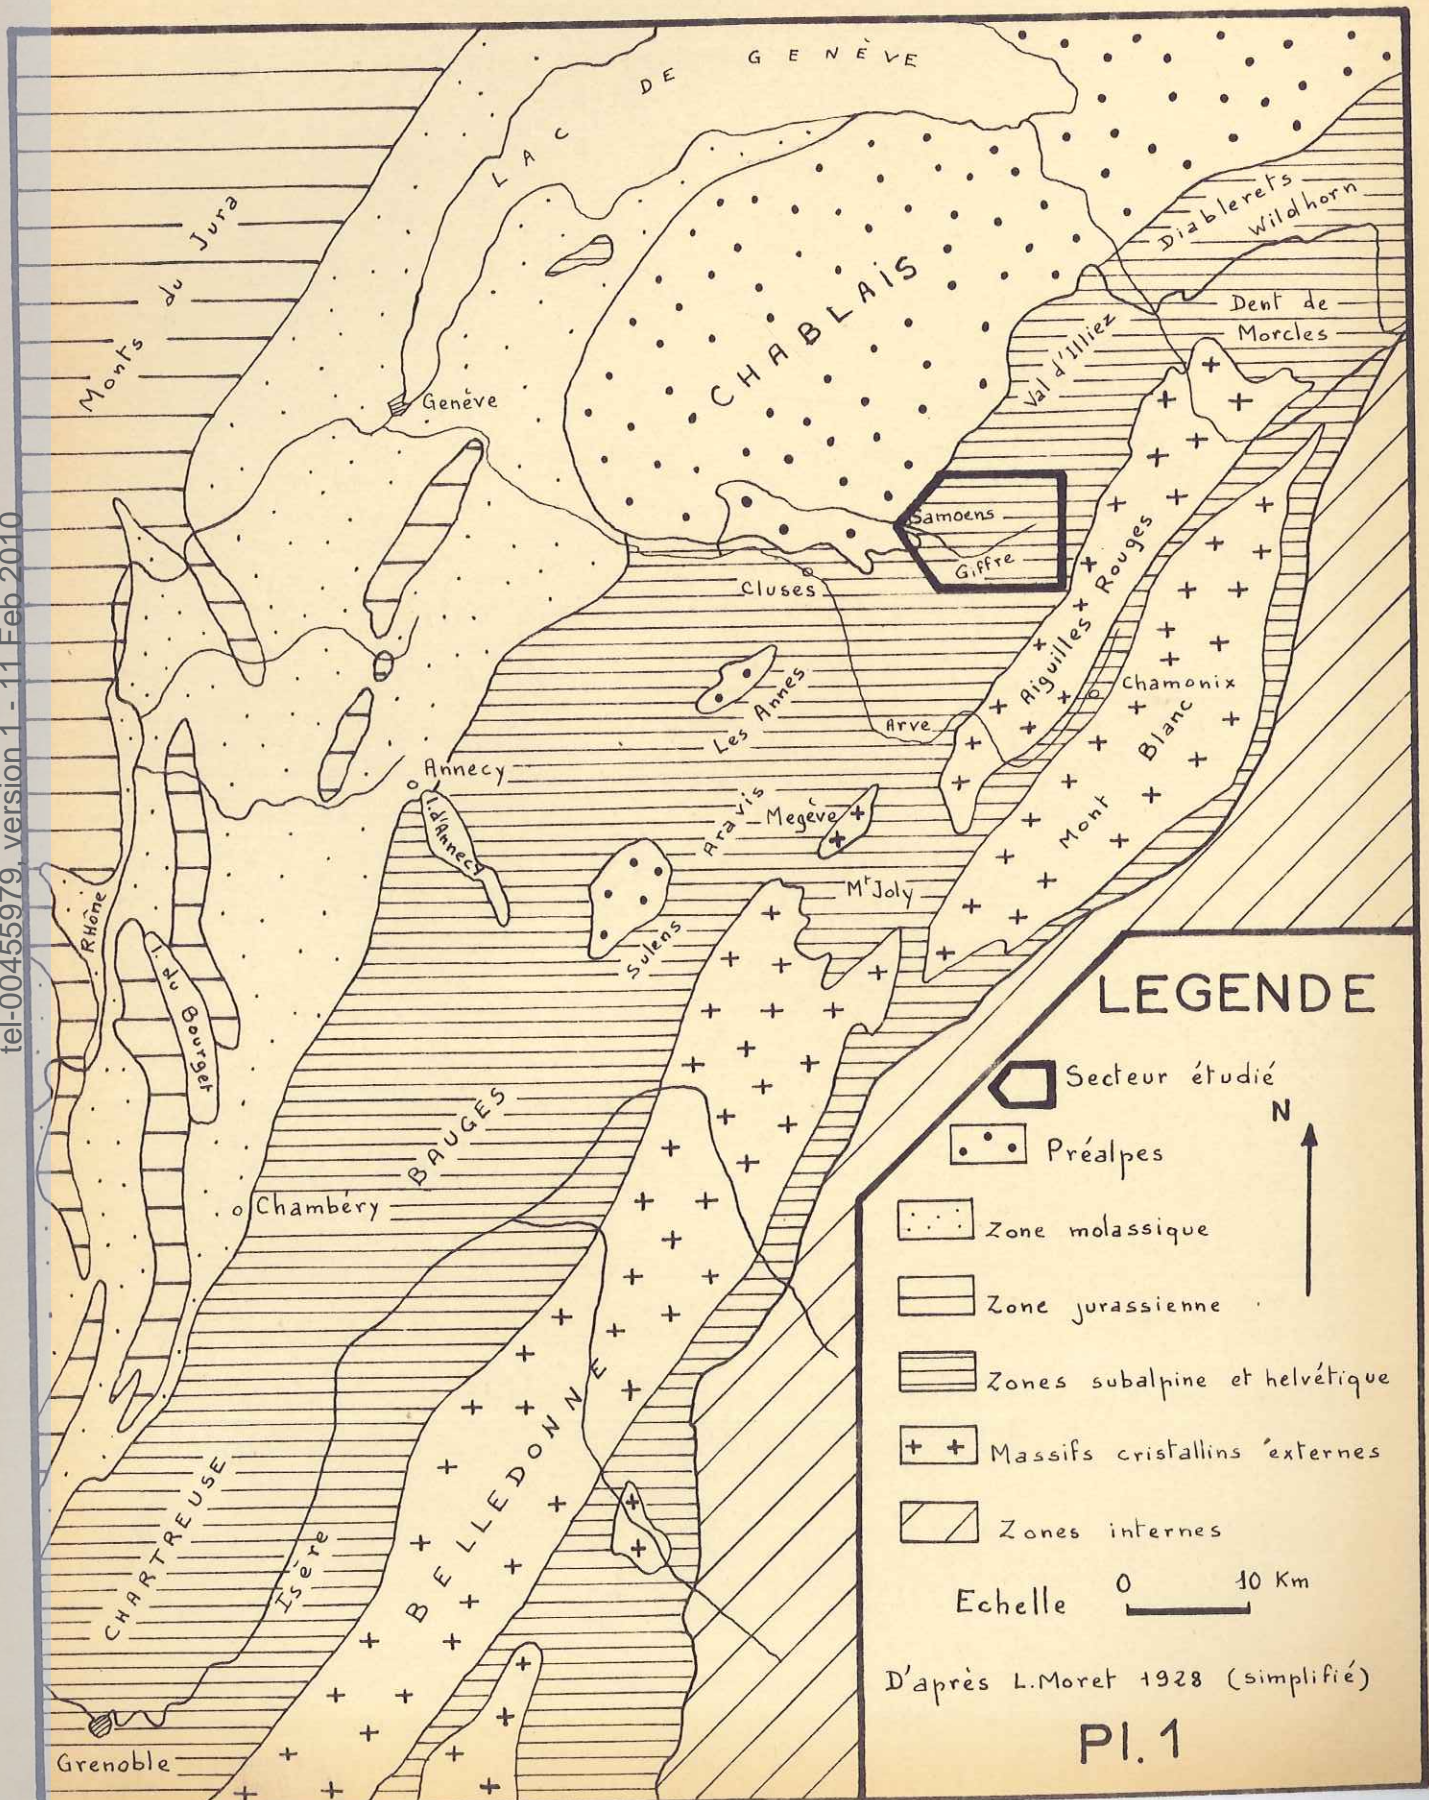 LAC DE GENÈVE
Monts du Jura
Diablerets
Wildhorn
Dent de
Morcles
Val d'Illiez
CHABLAIS
Genève
Samoens
Giffre
Cluses
Aiguilles Rouges
Chamonix
Les Annes
Arve
Mont Blanc
Annecy
l. d'Annecy
Aravis
Megève
Mt Joly
Sulens
Rhône
l. du Bourget
BAUGES
Chambéry
BELLEDONNE
CHARTREUSE
Isére
Grenoble
LEGENDE
Secteur étudié
N
Préalpes
Zone molassique
Zone jurassienne
Zones subalpine et helvétique
Massifs cristallins externes
Zones internes
Echelle 0 10 Km
D'après L.Moret 1928 (simplifié)
Pl.1
tel-00455979, version 1 - 11 Feb 2010